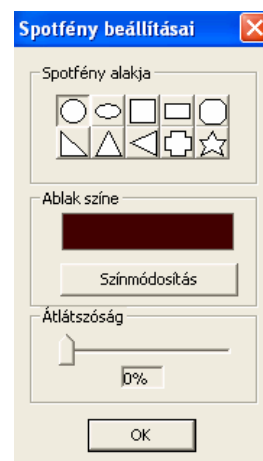 Spotfény beállításai
Spotfény alakja
Ablak színe
Színmódosítás
Átlátszóság
0%
OK